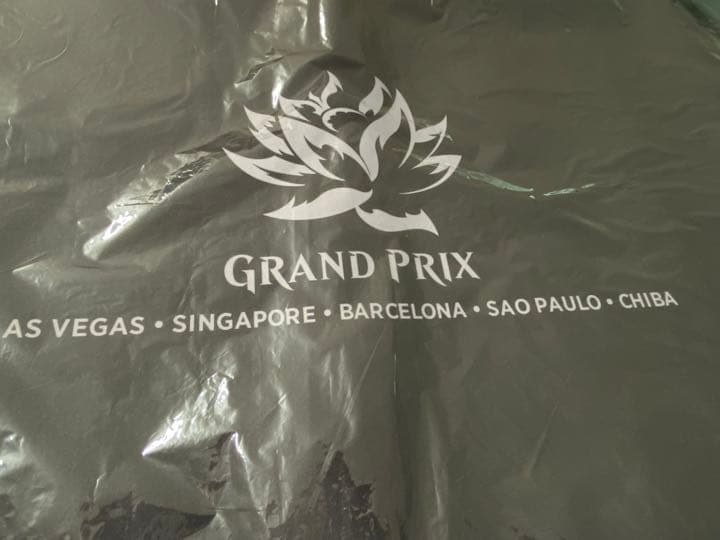 GRAND PRIX
AS VEGAS • SINGAPORE • BARCELONA • SAO PAULO • CHIBA